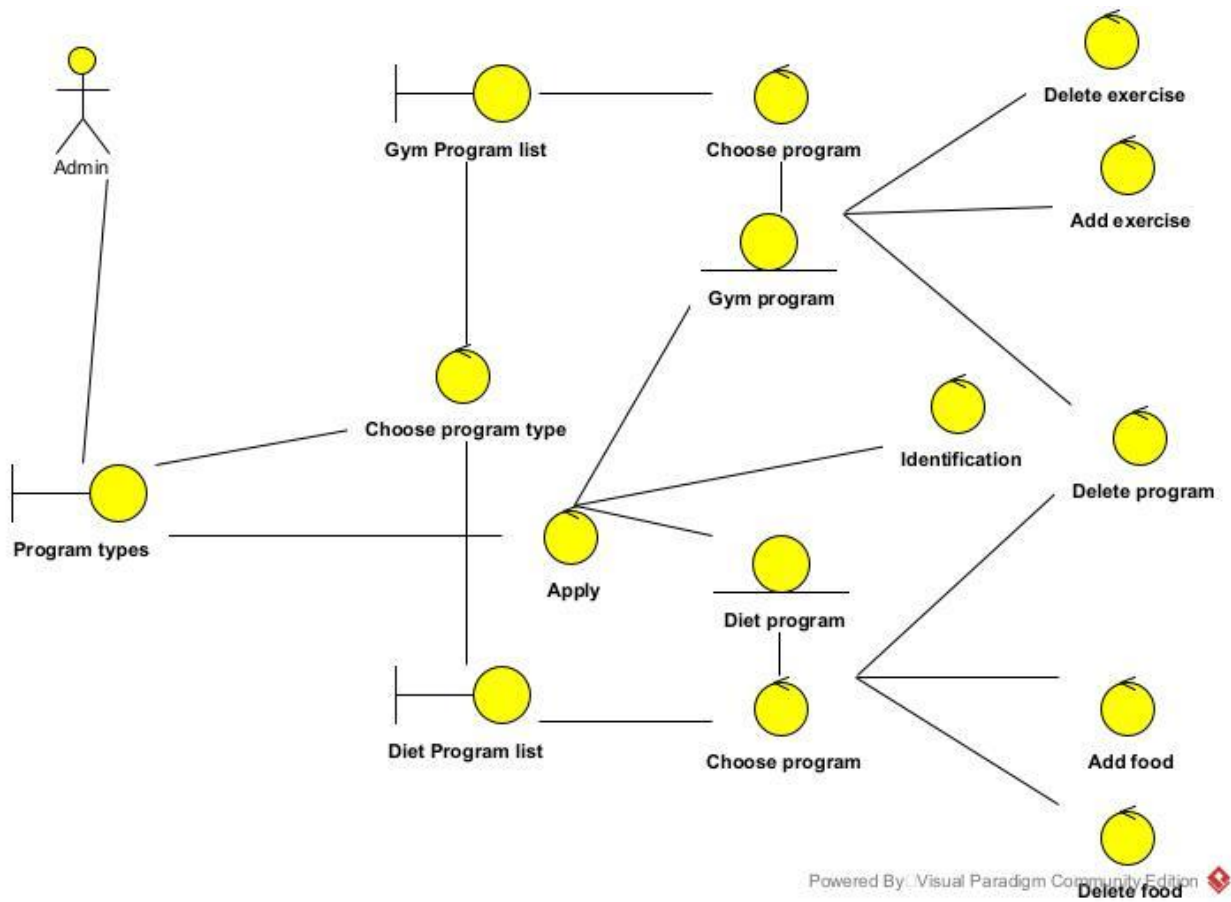 Delete exercise
Admin
Gym Program list
Choose program
Add exercise
Gym program
Choose program type
Identification
Delete program
Program types
Apply
Diet program
Diet Program list
Choose program
Add food
Powered By Visual Paradigm Community Edition
Delete food